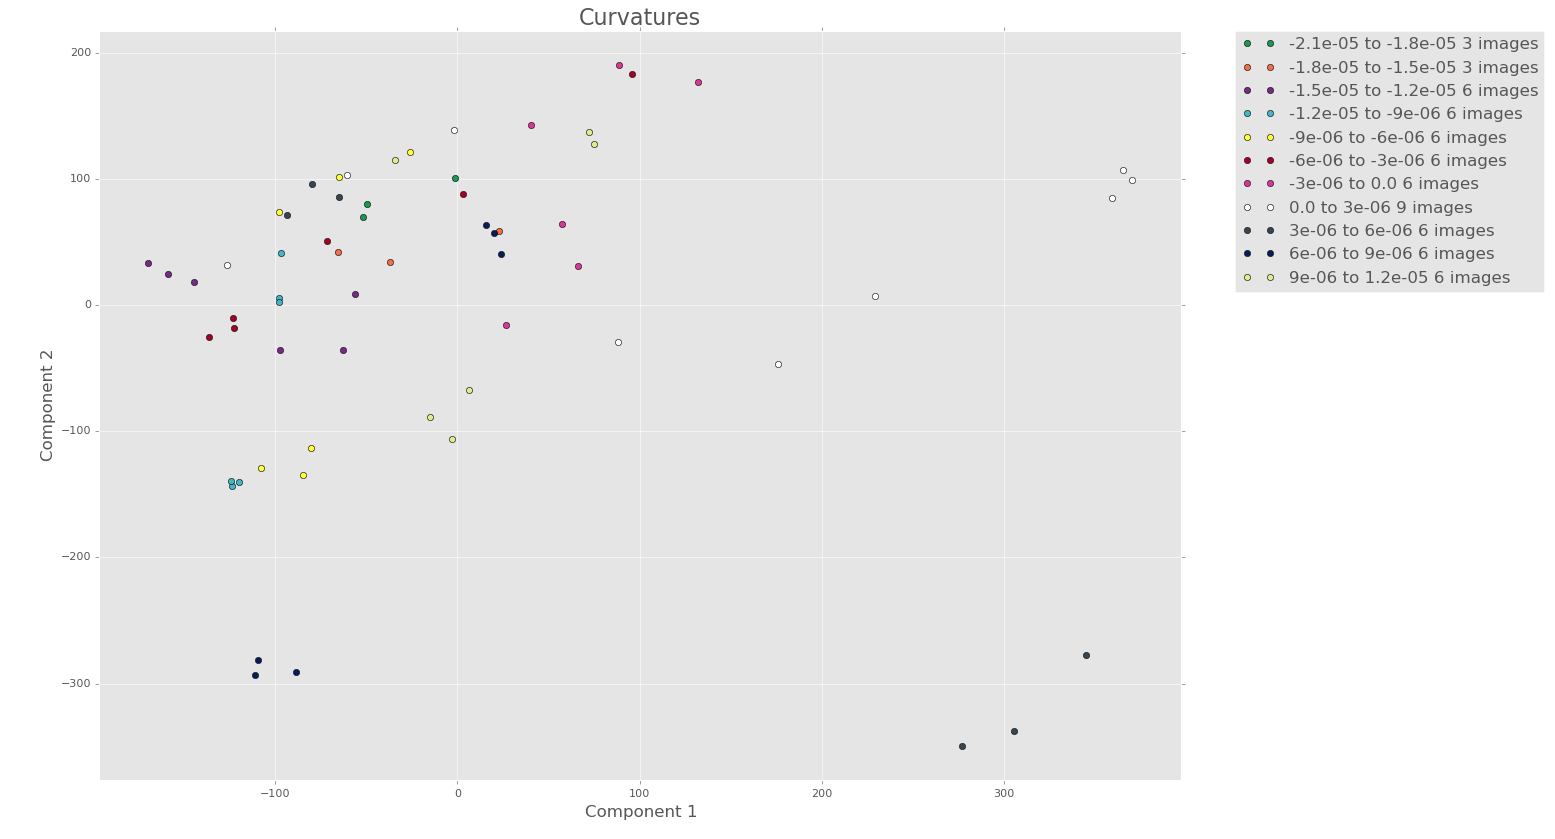 Curvatures
200
100
0
−100
−200
−300
Component 2
−100
0
100
200
300
Component 1
-2.1e-05 to -1.8e-05 3 images
-1.8e-05 to -1.5e-05 3 images
-1.5e-05 to -1.2e-05 6 images
-1.2e-05 to -9e-06 6 images
-9e-06 to -6e-06 6 images
-6e-06 to -3e-06 6 images
-3e-06 to 0.0 6 images
0.0 to 3e-06 9 images
3e-06 to 6e-06 6 images
6e-06 to 9e-06 6 images
9e-06 to 1.2e-05 6 images